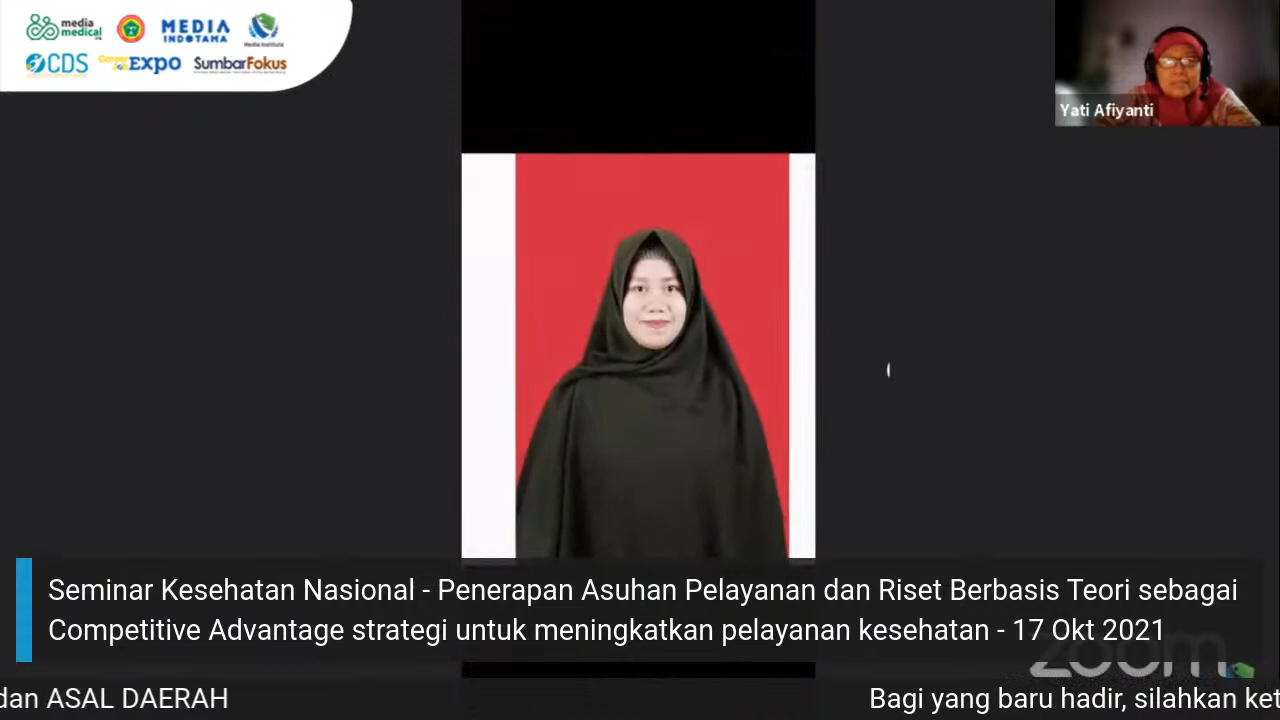 media
medical
MEDIA
INDOTAMA
Media Institute
CDS
Career
Expo
SumbarFokus
Yati Afiyanti
Seminar Kesehatan Nasional - Penerapan Asuhan Pelayanan dan Riset Berbasis Teori sebagai
Competitive Advantage strategi untuk meningkatkan pelayanan kesehatan - 17 Okt 2021
zoom
dan ASAL DAERAH
Bagi yang baru hadir, silahkan ket